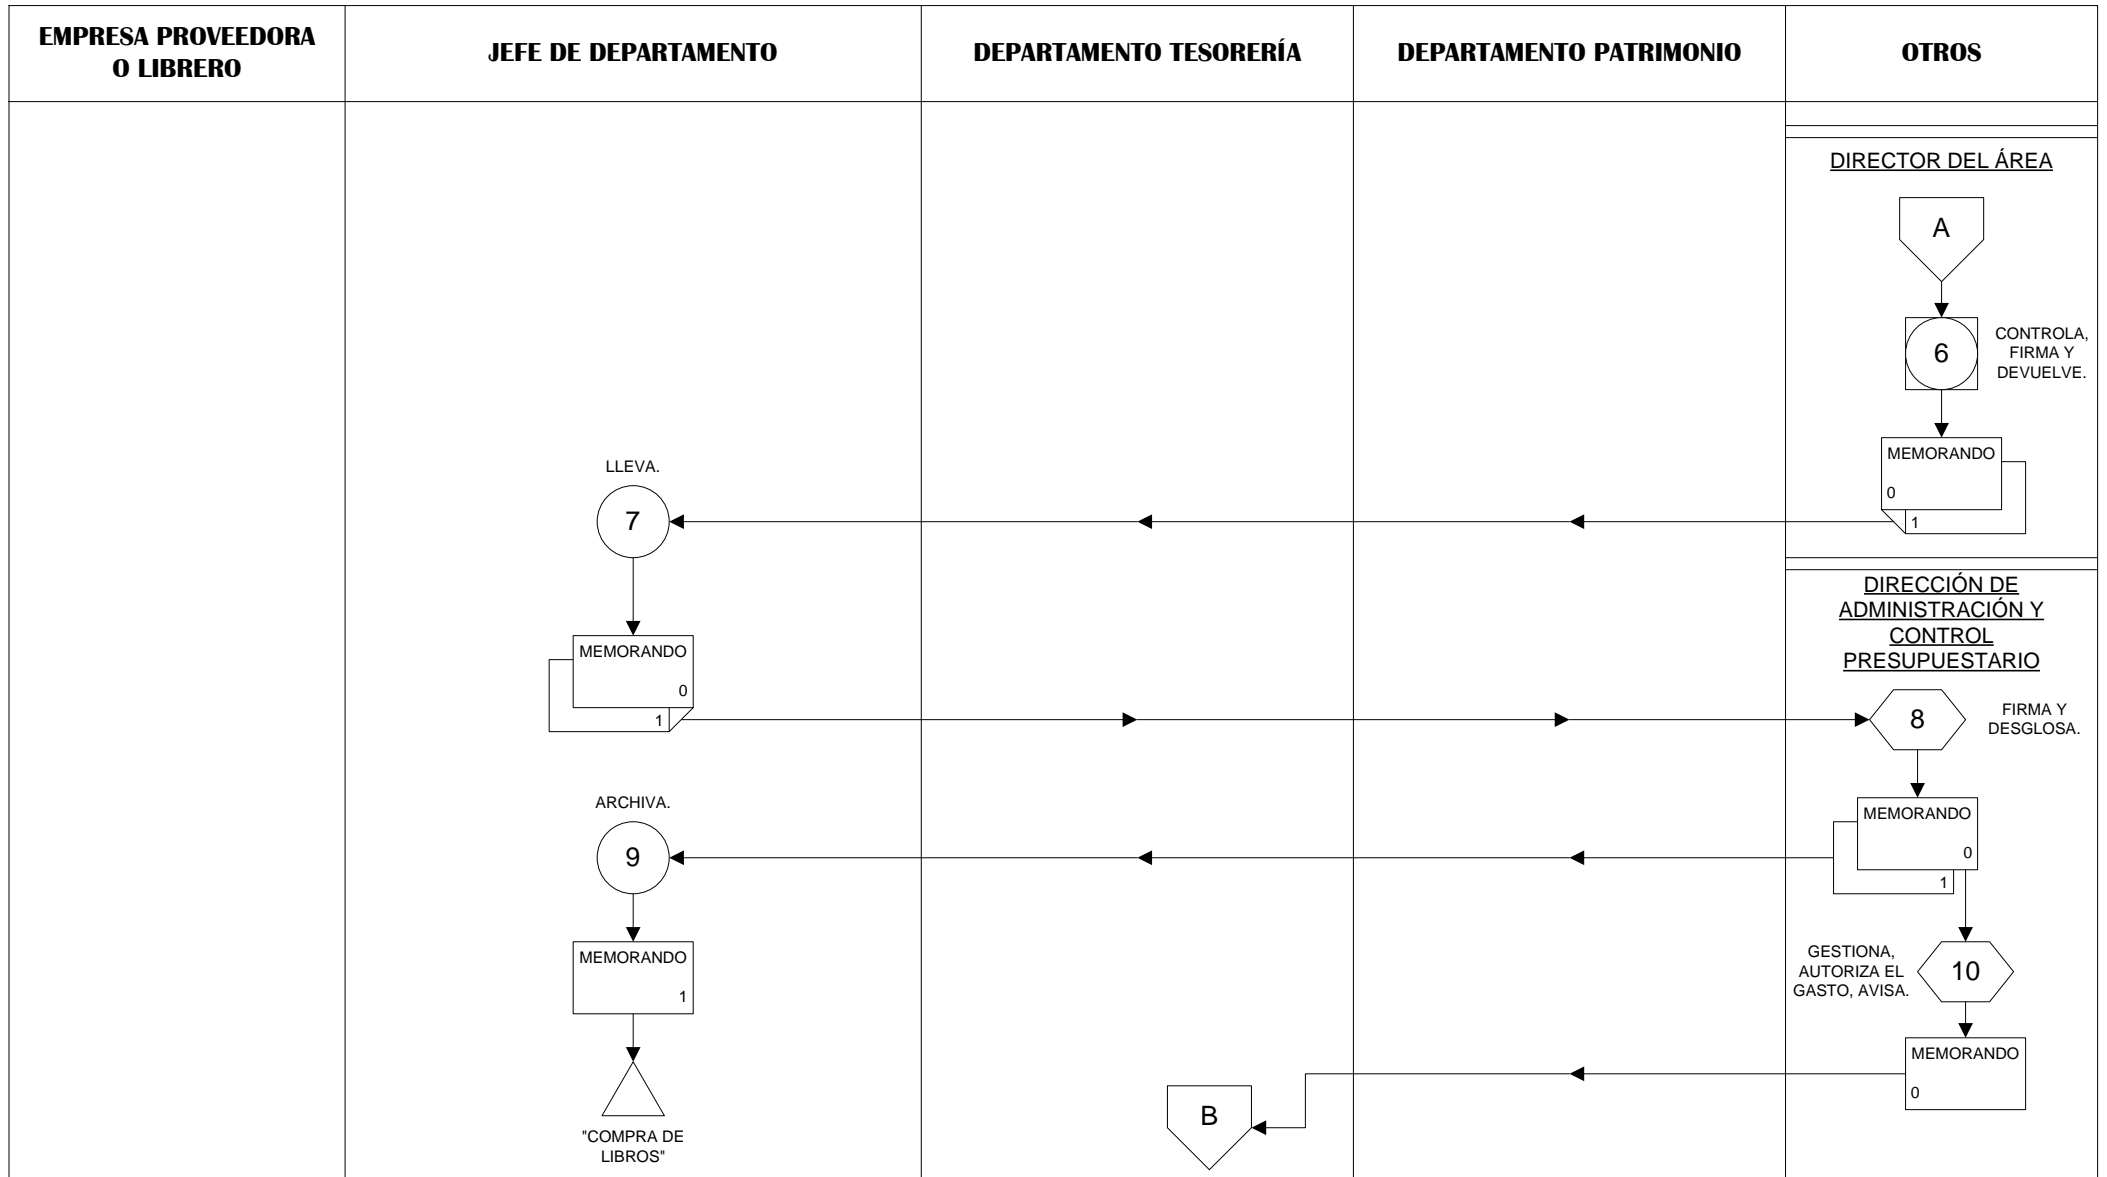 EMPRESA PROVEEDORA
O LIBRERO
JEFE DE DEPARTAMENTO
DEPARTAMENTO TESORERÍA
DEPARTAMENTO PATRIMONIO
OTROS
DIRECTOR DEL ÁREA
A
6
CONTROLA,
FIRMA Y
DEVUELVE.
MEMORANDO
0
1
LLEVA.
7
MEMORANDO
0
1
DIRECCIÓN DE
ADMINISTRACIÓN Y
CONTROL
PRESUPUESTARIO
8
FIRMA Y
DESGLOSA.
MEMORANDO
0
1
ARCHIVA.
9
MEMORANDO
1
"COMPRA DE
LIBROS"
GESTIONA,
AUTORIZA EL
GASTO, AVISA.
10
MEMORANDO
0
B